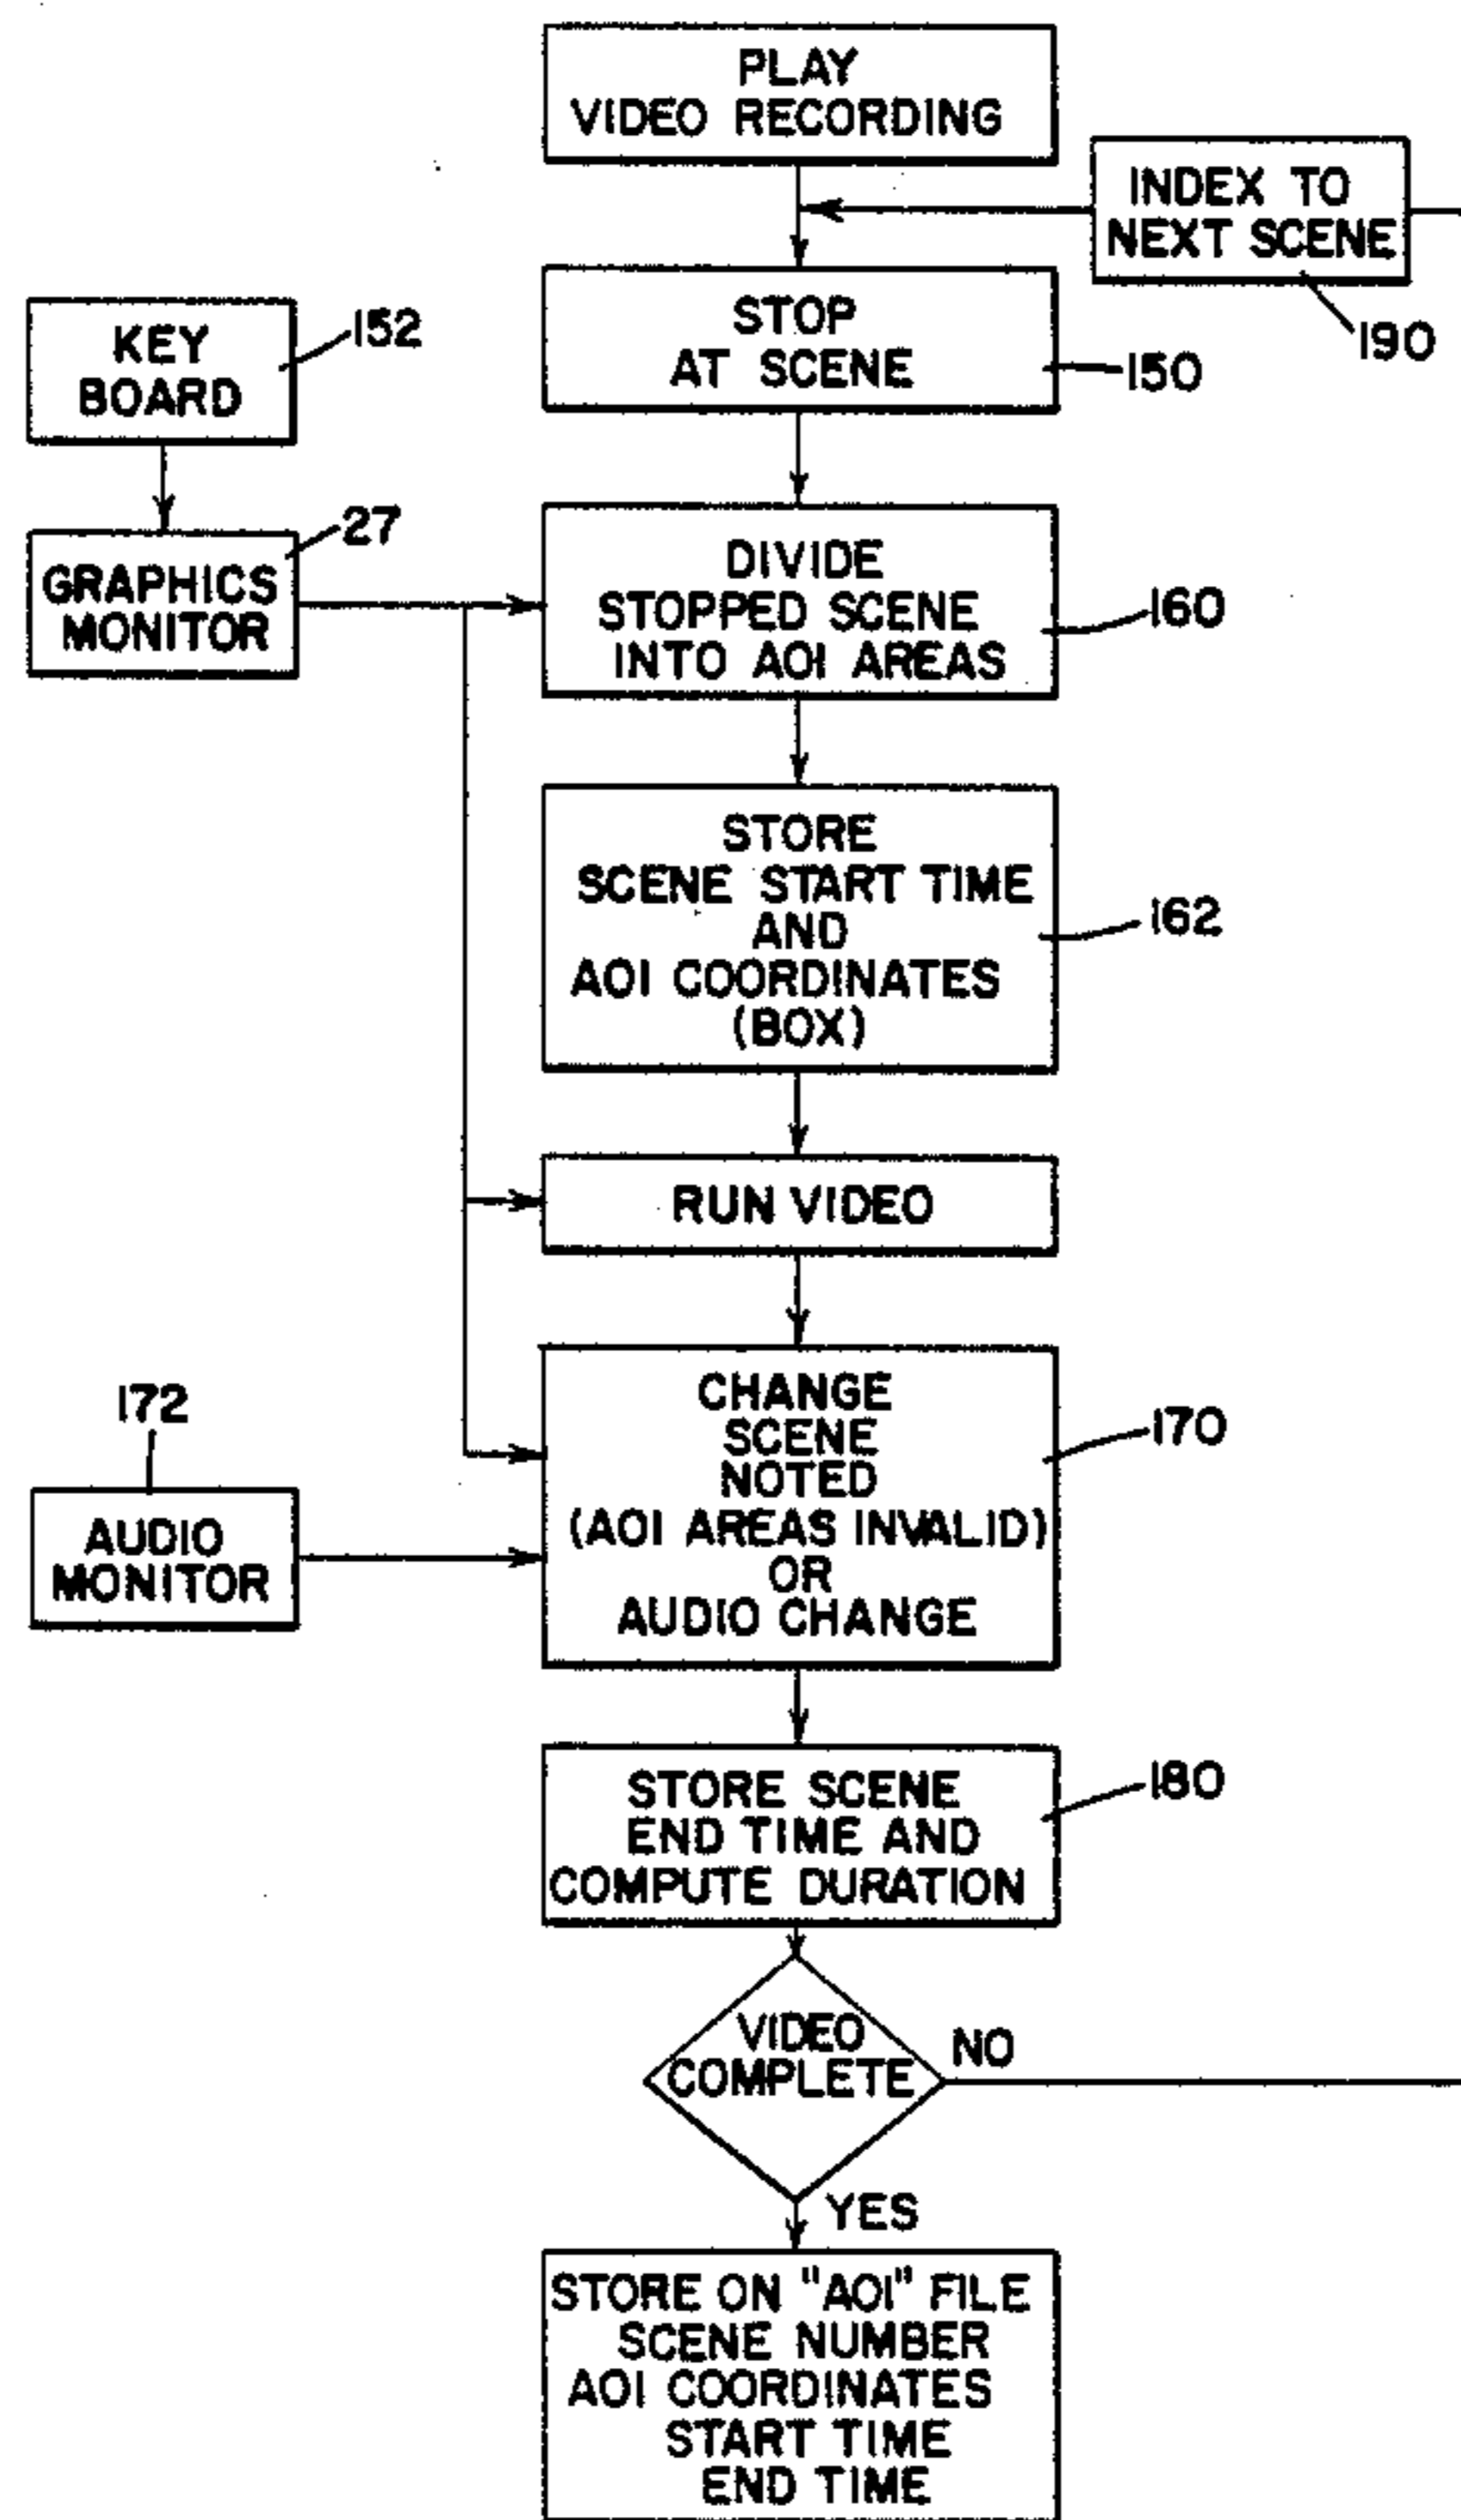 PLAY
VIDEO RECORDING
INDEX TO
NEXT SCENE
190
STOP
AT SCENE
150
KEY
BOARD
152
GRAPHICS
MONITOR
27
DIVIDE
STOPPED SCENE
INTO AOI AREAS
160
STORE
SCENE START TIME
AND
AOI COORDINATES
(BOX)
162
RUN VIDEO
CHANGE
SCENE
NOTED
(AOI AREAS INVALID)
OR
AUDIO CHANGE
170
172
AUDIO
MONITOR
STORE SCENE
END TIME AND
COMPUTE DURATION
180
VIDEO
COMPLETE
NO
YES
STORE ON "AOI" FILE
SCENE NUMBER
AOI COORDINATES
START TIME
END TIME